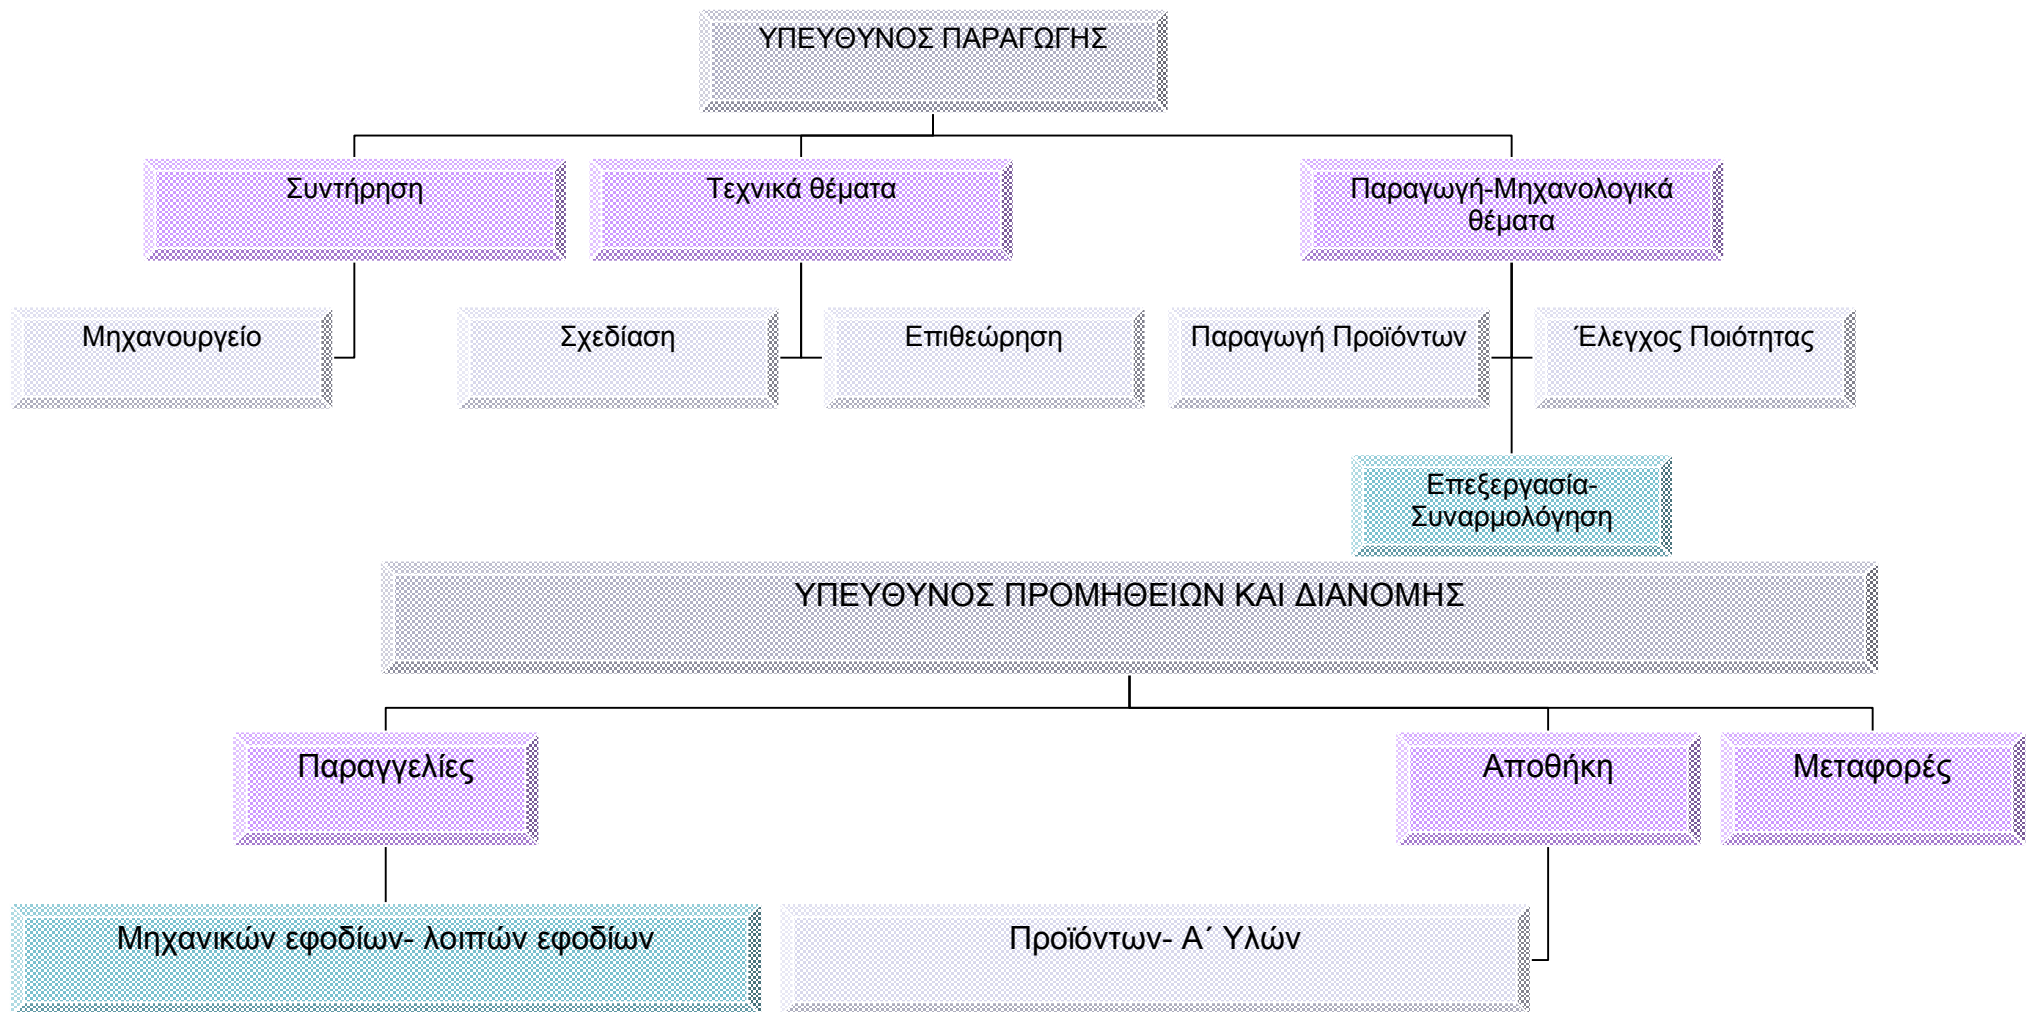 ΥΠΕΥΘΥΝΟΣ ΠΑΡΑΓΩΓΗΣ
Συντήρηση
Τεχνικά θέματα
Παραγωγή-Μηχανολογικά
θέματα
Μηχανουργείο
Σχεδίαση
Επιθεώρηση
Παραγωγή Προϊόντων
Έλεγχος Ποιότητας
Επεξεργασία-
Συναρμολόγηση
ΥΠΕΥΘΥΝΟΣ ΠΡΟΜΗΘΕΙΩΝ ΚΑΙ ΔΙΑΝΟΜΗΣ
Παραγγελίες
Αποθήκη
Μεταφορές
Μηχανικών εφοδίων- λοιπών εφοδίων
Προϊόντων- Α΄ Υλών